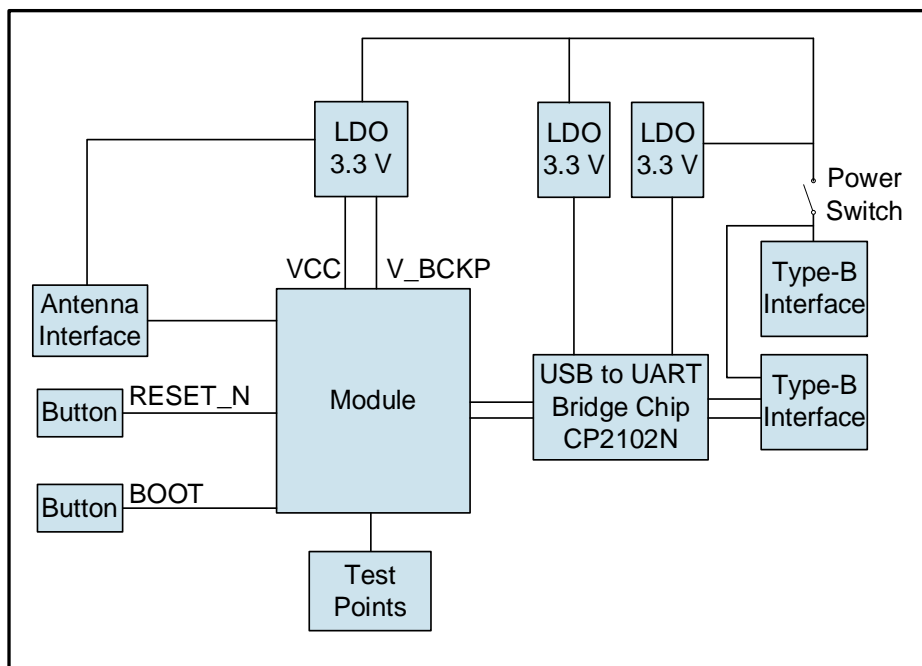 LDO
3.3 V
LDO
3.3 V
LDO
3.3 V
Power
Switch
VCC
V_BCKP
Type-B
Interface
Antenna
Interface
Module
USB to UART
Bridge Chip
CP2102N
Type-B
Interface
Button
RESET_N
Button
BOOT
Test
Points